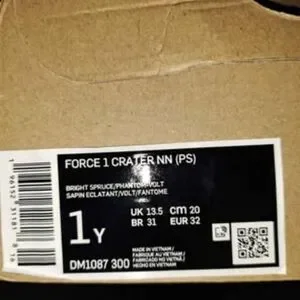 FORCE 1 CRATER NN (PS)
BRIGHT SPRUCE/PHANTOM-VOLT
SAPIN ECLATANT/VOLT/FANTOME
1Y
UK 13.5 CM 20
BR 31 EUR 32
DM1087 300
MADE IN VIETNAM/
FABRIQUE AU VIETNAM/
FABRICADO NO VIETNÃ/
HECHO EN VIETNAM